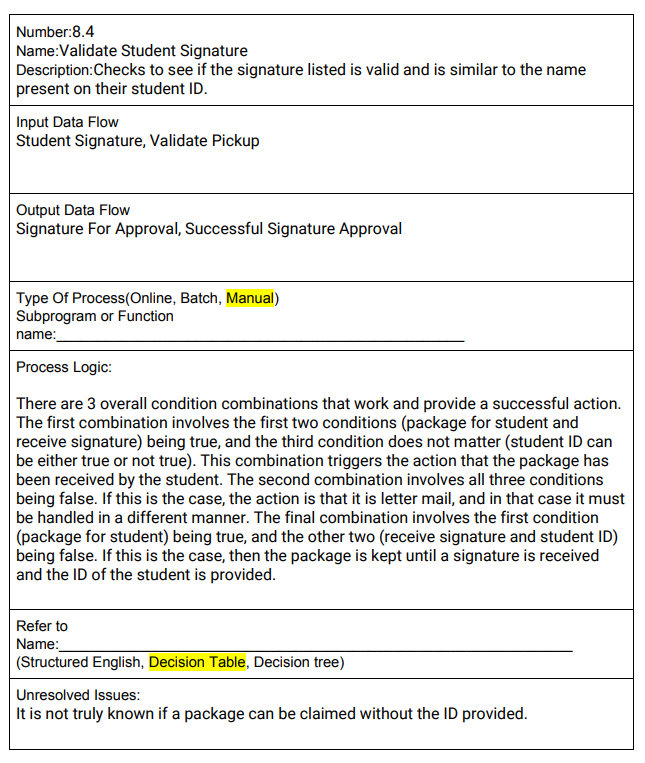 Number:8.4
Name:Validate Student Signature
Description:Checks to see if the signature listed is valid and is similar to the name
present on their student ID.
Input Data Flow
Student Signature, Validate Pickup
Output Data Flow
Signature For Approval, Successful Signature Approval
Type Of Process(Online, Batch, Manual)
Subprogram or Function
name:
Process Logic:
There are 3 overall condition combinations that work and provide a successful action.
The first combination involves the first two conditions (package for student and
receive signature) being true, and the third condition does not matter (student ID can
be either true or not true). This combination triggers the action that the package has
been received by the student. The second combination involves all three conditions
being false. If this is the case, the action is that it is letter mail, and in that case it must
be handled in a different manner. The final combination involves the first condition
(package for student) being true, and the other two (receive signature and student ID)
being false. If this is the case, then the package is kept until a signature is received
and the ID of the student is provided.
Refer to
Name:
(Structured English, Decision Table, Decision tree)
Unresolved Issues:
It is not truly known if a package can be claimed without the ID provided.